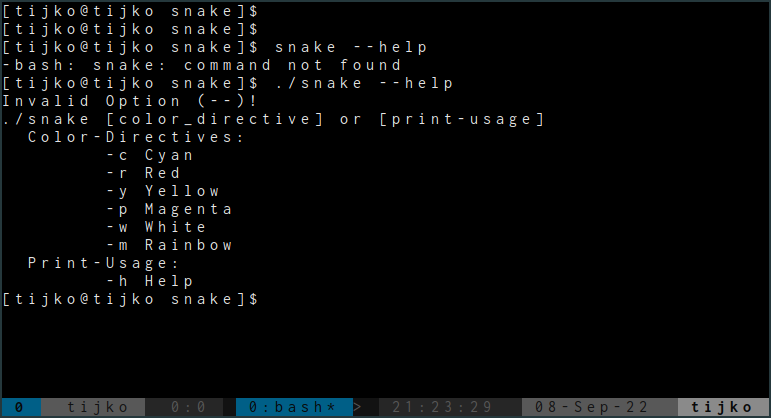 [tijko@tijko snake]$
[tijko@tijko snake]$
[tijko@tijko snake]$ snake --help
-bash: snake: command not found
[tijko@tijko snake]$ ./snake --help
Invalid Option (--)!
./snake [color_directive] or [print-usage]
  Color-Directives:
        -c Cyan
        -r Red
        -y Yellow
        -p Magenta
        -w White
        -m Rainbow
  Print-Usage:
        -h Help
[tijko@tijko snake]$
0 tijko 0:0 0:bash*> 21:23:29 08-Sep-22 tijko